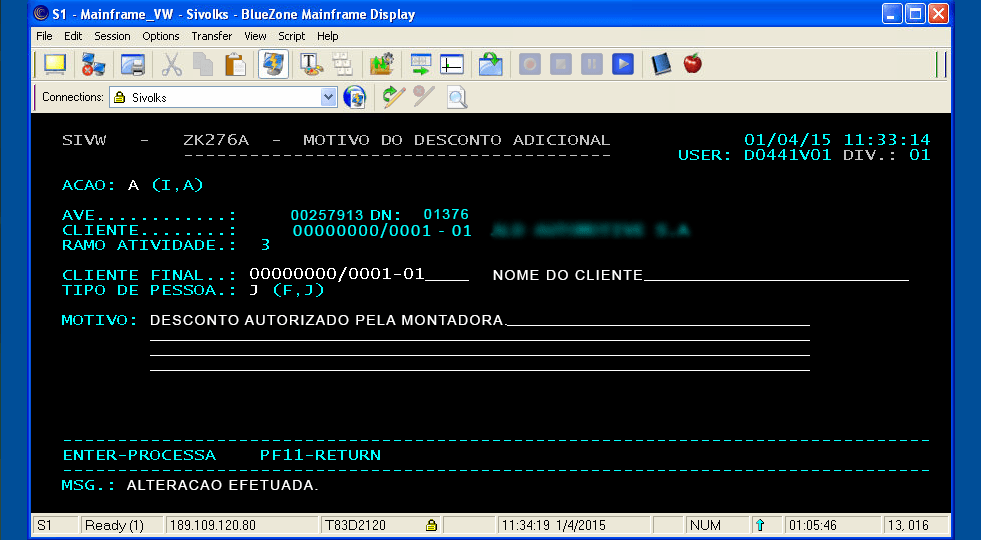 S1 - Mainframe_VW - Sivolks - BlueZone Mainframe Display
File Edit Session Options Transfer View Script Help
Connections: Sivolks
SIVW - ZK276A - MOTIVO DO DESCONTO ADICIONAL 01/04/15 11:33:14
--------------------------------------- USER: D0441V01 DIV.: 01
ACAO: A (I,A)
AVE............: 00257913 DN: 01376
CLIENTE........: 00000000/0001 - 01
RAMO ATIVIDADE.: 3
CLIENTE FINAL..: 00000000/0001-01____ NOME DO CLIENTE
TIPO DE PESSOA.: J (F,J)
MOTIVO: DESCONTO AUTORIZADO PELA MONTADORA.
ENTER-PROCESSA PF11-RETURN
MSG.: ALTERACAO EFETUADA.
S1 Ready (1) 189.109.120.80 T83D2120 11:34:19 1/4/2015 NUM 01:05:46 13, 016